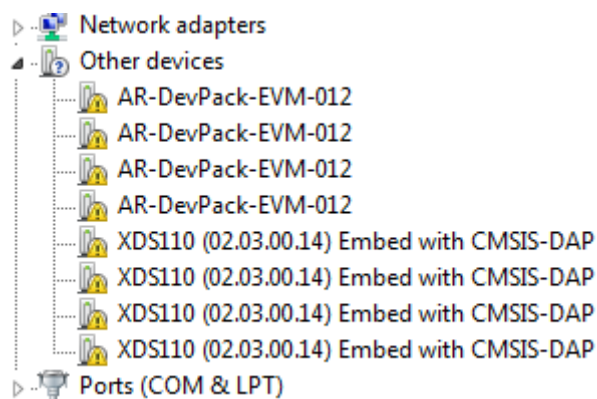 Network adapters
Other devices
AR-DevPack-EVM-012
AR-DevPack-EVM-012
AR-DevPack-EVM-012
AR-DevPack-EVM-012
XDS110 (02.03.00.14) Embed with CMSIS-DAP
XDS110 (02.03.00.14) Embed with CMSIS-DAP
XDS110 (02.03.00.14) Embed with CMSIS-DAP
XDS110 (02.03.00.14) Embed with CMSIS-DAP
Ports (COM & LPT)